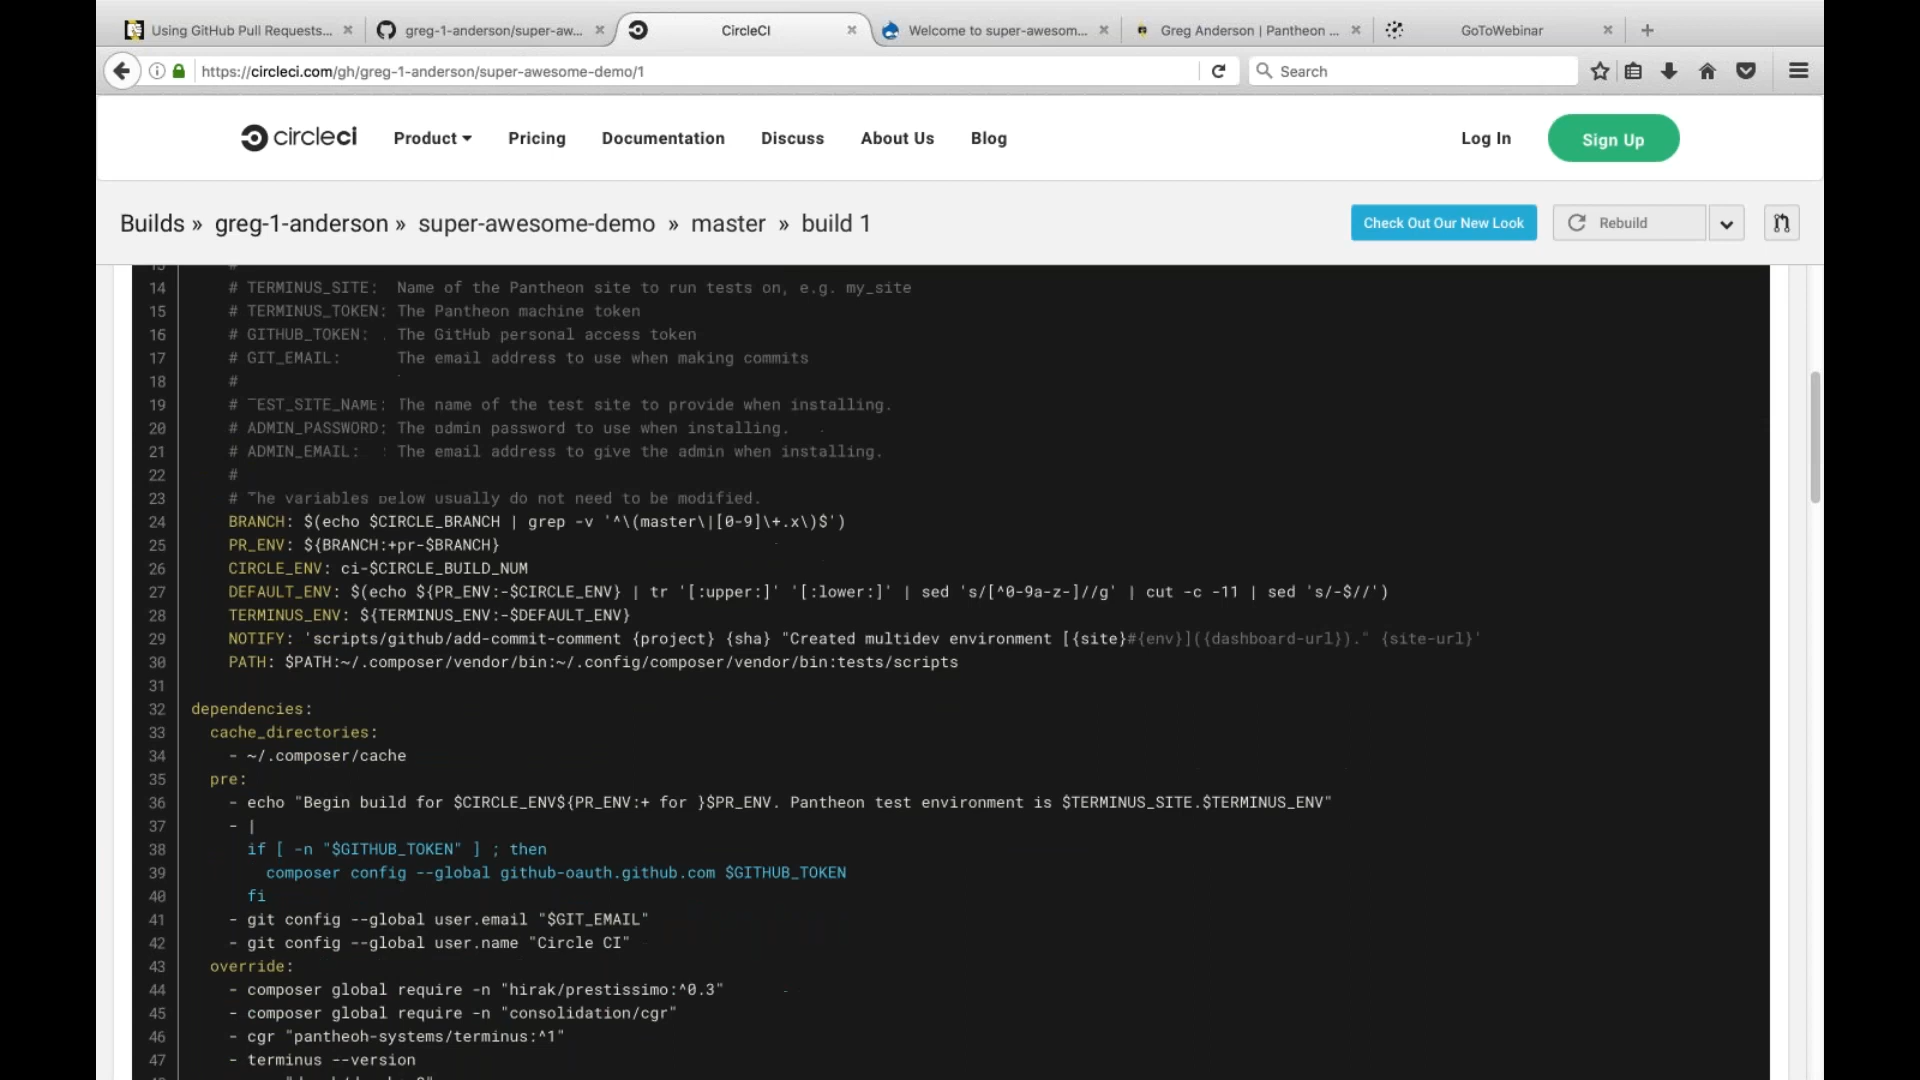 Using GitHub Pull Requests...
greg-1-anderson/super-aw...
CircleCI
Welcome to super-awesom...
Greg Anderson | Pantheon ...
GoToWebinar
https://circleci.com/gh/greg-1-anderson/super-awesome-demo/1
Search
circleci
Product
Pricing
Documentation
Discuss
About Us
Blog
Log In
Sign Up
Builds » greg-1-anderson » super-awesome-demo » master » build 1
Check Out Our New Look
Rebuild
13 #
14 # TERMINUS_SITE: Name of the Pantheon site to run tests on, e.g. my_site
15 # TERMINUS_TOKEN: The Pantheon machine token
16 # GITHUB_TOKEN: The GitHub personal access token
17 # GIT_EMAIL: The email address to use when making commits
18 #
19 # TEST_SITE_NAME: The name of the test site to provide when installing.
20 # ADMIN_PASSWORD: The admin password to use when installing.
21 # ADMIN_EMAIL: The email address to give the admin when installing.
22 #
23 # The variables below usually do not need to be modified.
24 BRANCH: $(echo $CIRCLE_BRANCH | grep -v '^\(master\|[0-9]\+.x\)$')
25 PR_ENV: ${BRANCH:+pr-$BRANCH}
26 CIRCLE_ENV: ci-$CIRCLE_BUILD_NUM
27 DEFAULT_ENV: $(echo ${PR_ENV:-$CIRCLE_ENV} | tr '[:upper:]' '[:lower:]' | sed 's/[^0-9a-z-]//g' | cut -c -11 | sed 's/-$//')
28 TERMINUS_ENV: ${TERMINUS_ENV:-$DEFAULT_ENV}
29 NOTIFY: 'scripts/github/add-commit-comment {project} {sha} "Created multidev environment [{site}#{env}]({dashboard-url})." {site-url}'
30 PATH: $PATH:~/.composer/vendor/bin:~/.config/composer/vendor/bin:tests/scripts
31
32 dependencies:
33 cache_directories:
34 - ~/.composer/cache
35 pre:
36 - echo "Begin build for $CIRCLE_ENV${PR_ENV:+ for }$PR_ENV. Pantheon test environment is $TERMINUS_SITE.$TERMINUS_ENV"
37 - |
38 if [ -n "$GITHUB_TOKEN" ] ; then
39 composer config --global github-oauth.github.com $GITHUB_TOKEN
40 fi
41 - git config --global user.email "$GIT_EMAIL"
42 - git config --global user.name "Circle CI"
43 override:
44 - composer global require -n "hirak/prestissimo:^0.3"
45 - composer global require -n "consolidation/cgr"
46 - cgr "pantheoh-systems/terminus:^1"
47 - terminus --version